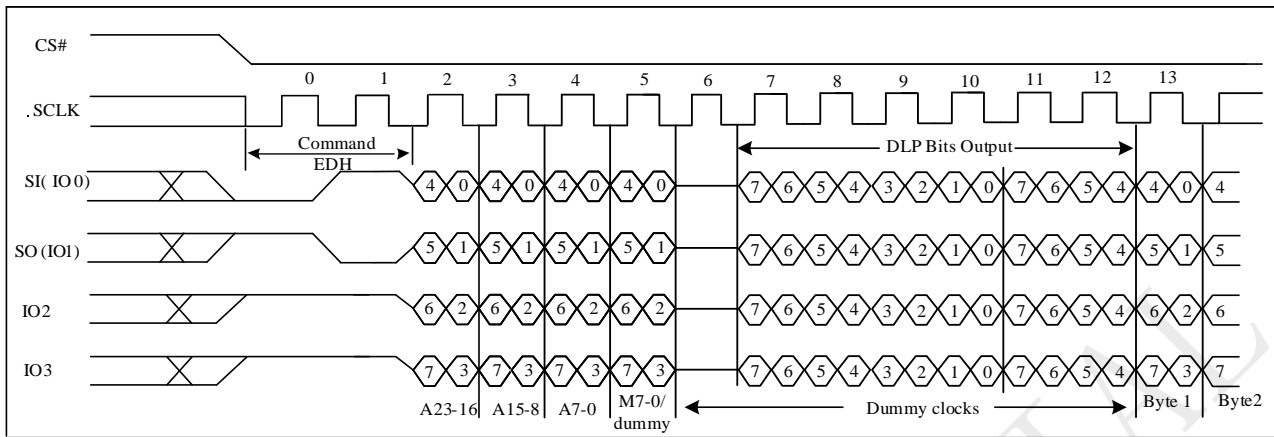 CS#
0 1 2 3 4 5 6 7 8 9 10 11 12 13
.SCLK
Command
EDH
DLP Bits Output
SI( IO0) 4 0 4 0 4 0 4 0 7 6 5 4 3 2 1 0 7 6 5 4 4 0 4
SO (IO1) 5 1 5 1 5 1 5 1 7 6 5 4 3 2 1 0 7 6 5 4 5 1 5
IO2 6 2 6 2 6 2 6 2 7 6 5 4 3 2 1 0 7 6 5 4 6 2 6
IO3 7 3 7 3 7 3 7 3 7 6 5 4 3 2 1 0 7 6 5 4 7 3 7
A23-16 A15-8 A7-0 M7-0/
dummy
Dummy clocks Byte 1 Byte2